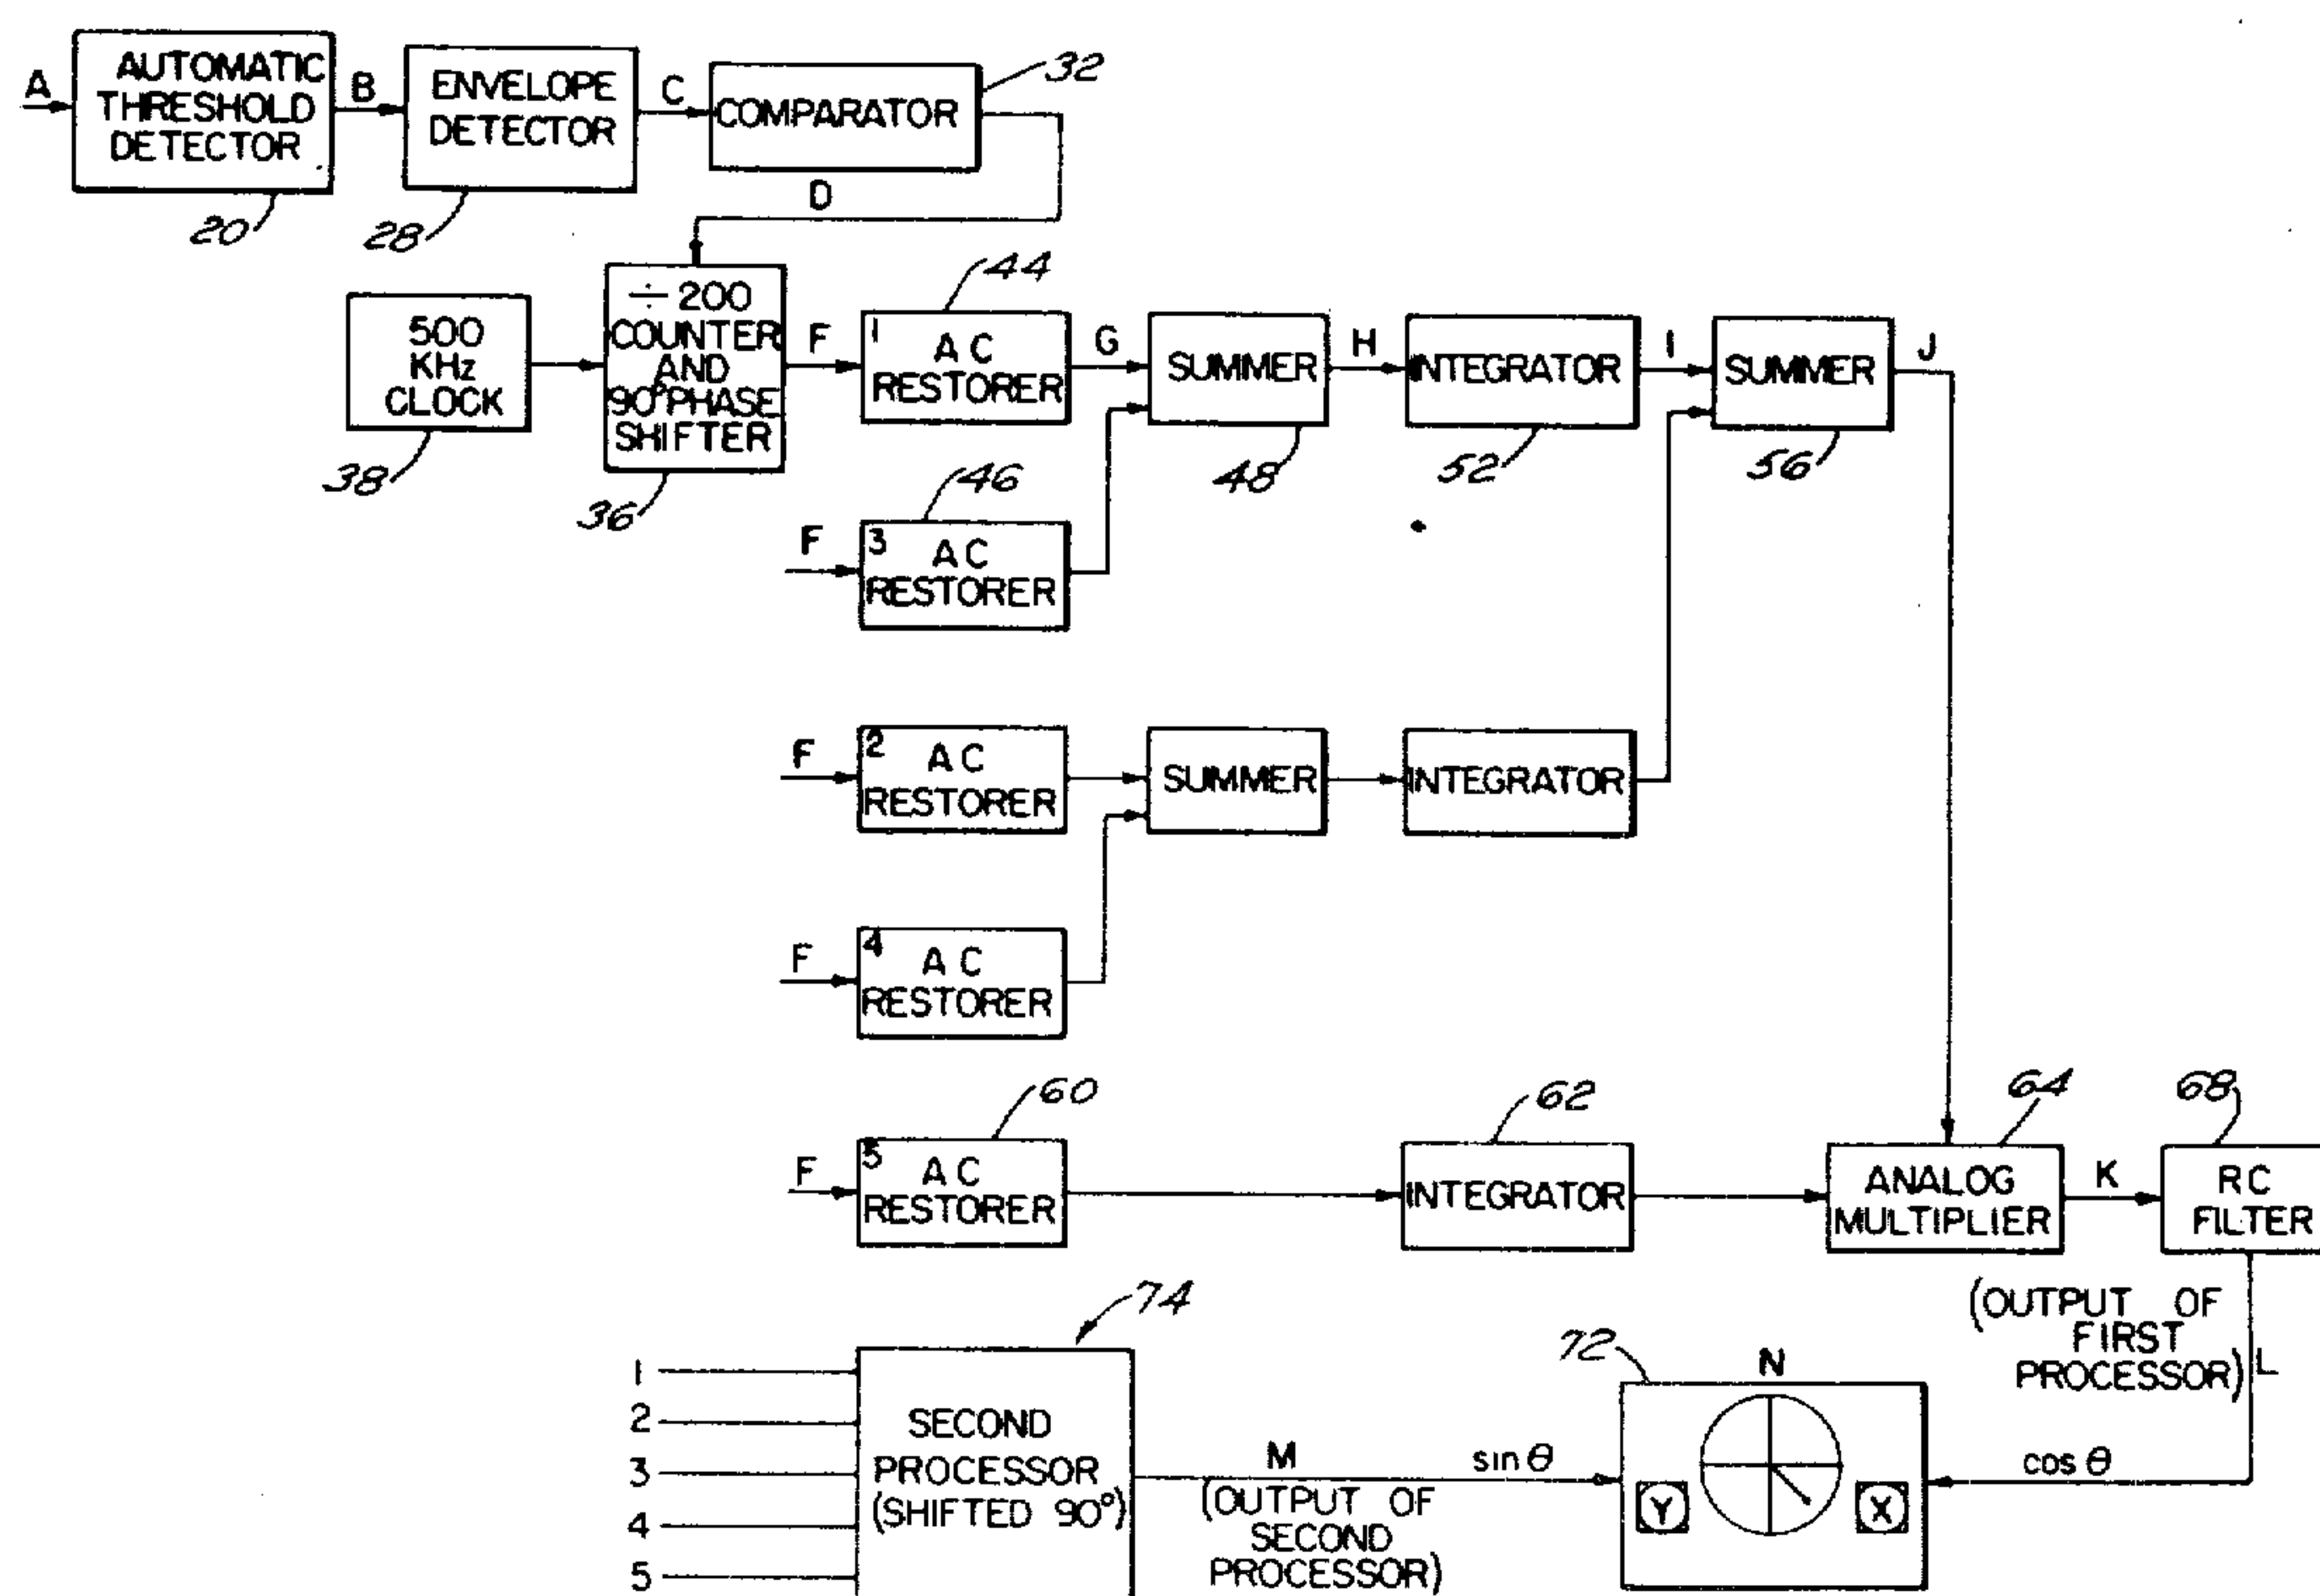 A
AUTOMATIC
THRESHOLD
DETECTOR
20
B
ENVELOPE
DETECTOR
28
C
COMPARATOR
32
D
500
KHz
CLOCK
38
÷ 200
COUNTER
AND
90° PHASE
SHIFTER
36
F
1
AC
RESTORER
44
G
SUMMER
48
H
INTEGRATOR
52
I
SUMMER
56
J
F
3
AC
RESTORER
46
F
2
AC
RESTORER
SUMMER
INTEGRATOR
F
4
AC
RESTORER
F
5
AC
RESTORER
60
INTEGRATOR
62
ANALOG
MULTIPLIER
64
K
RC
FILTER
68
(OUTPUT OF
FIRST
PROCESSOR)
L
1
2
3
4
5
SECOND
PROCESSOR
(SHIFTED 90°)
74
M
(OUTPUT OF
SECOND
PROCESSOR)
sin θ
72
N
Y
X
cos θ